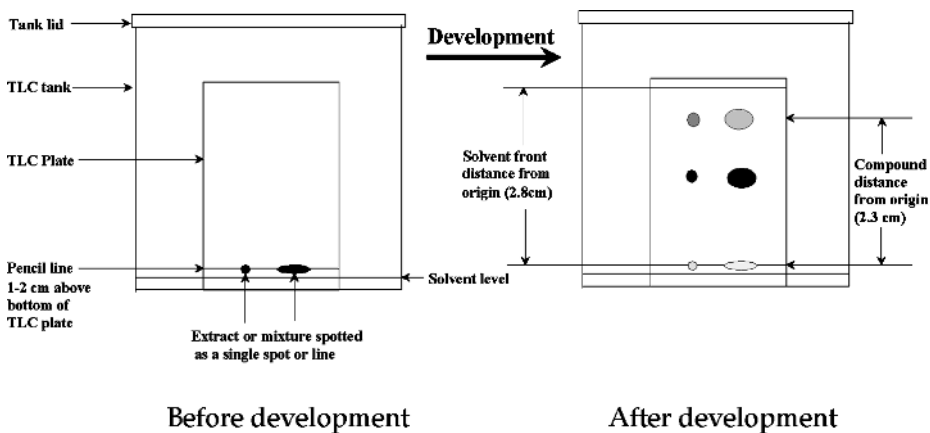 Tank lid
TLC tank
TLC Plate
Pencil line
1-2 cm above
bottom of
TLC plate
Extract or mixture spotted
as a single spot or line
Solvent level
Development
Solvent front
distance from
origin (2.8cm)
Compound
distance
from origin
(2.3 cm)
Before development
After development